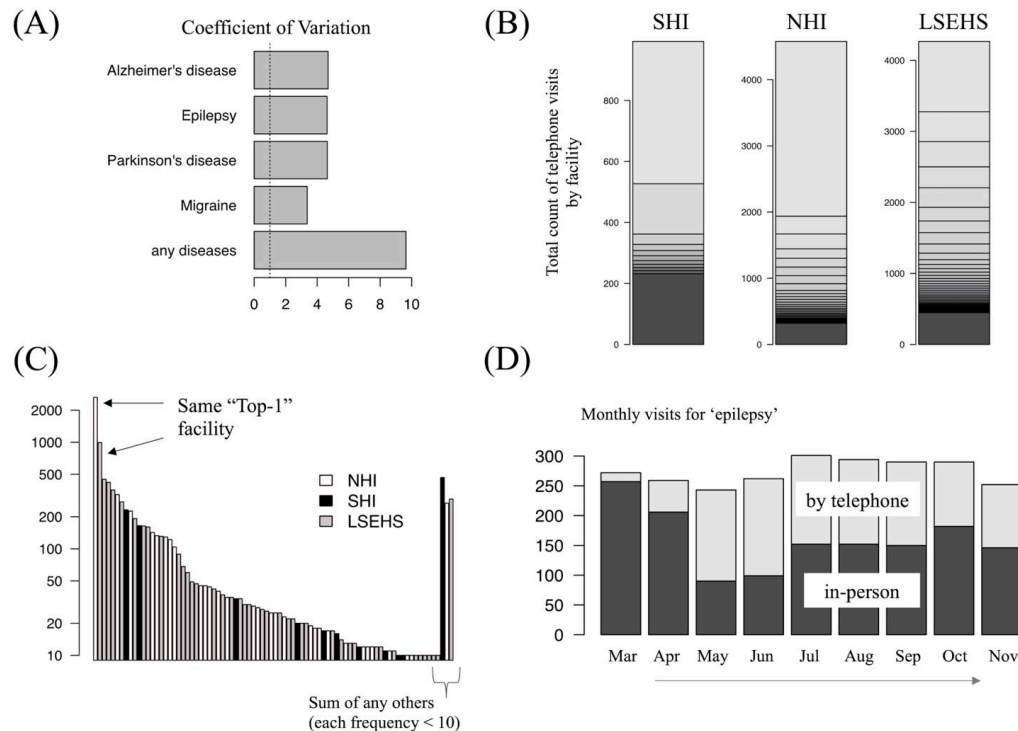 (A)
Coefficient of Variation
Alzheimer's disease
Epilepsy
Parkinson's disease
Migraine
any diseases
0 2 4 6 8 10
(B)
SHI NHI LSEHS
Total count of telephone visits
by facility
800
600
400
200
0
4000
3000
2000
1000
0
4000
3000
2000
1000
0
(C)
2000
1000
500
200
100
50
20
10
Same “Top-1”
facility
NHI
SHI
LSEHS
Sum of any others
(each frequency < 10)
(D)
Monthly visits for ‘epilepsy’
300
250
200
150
100
50
0
by telephone
in-person
Mar Apr May Jun Jul Aug Sep Oct Nov